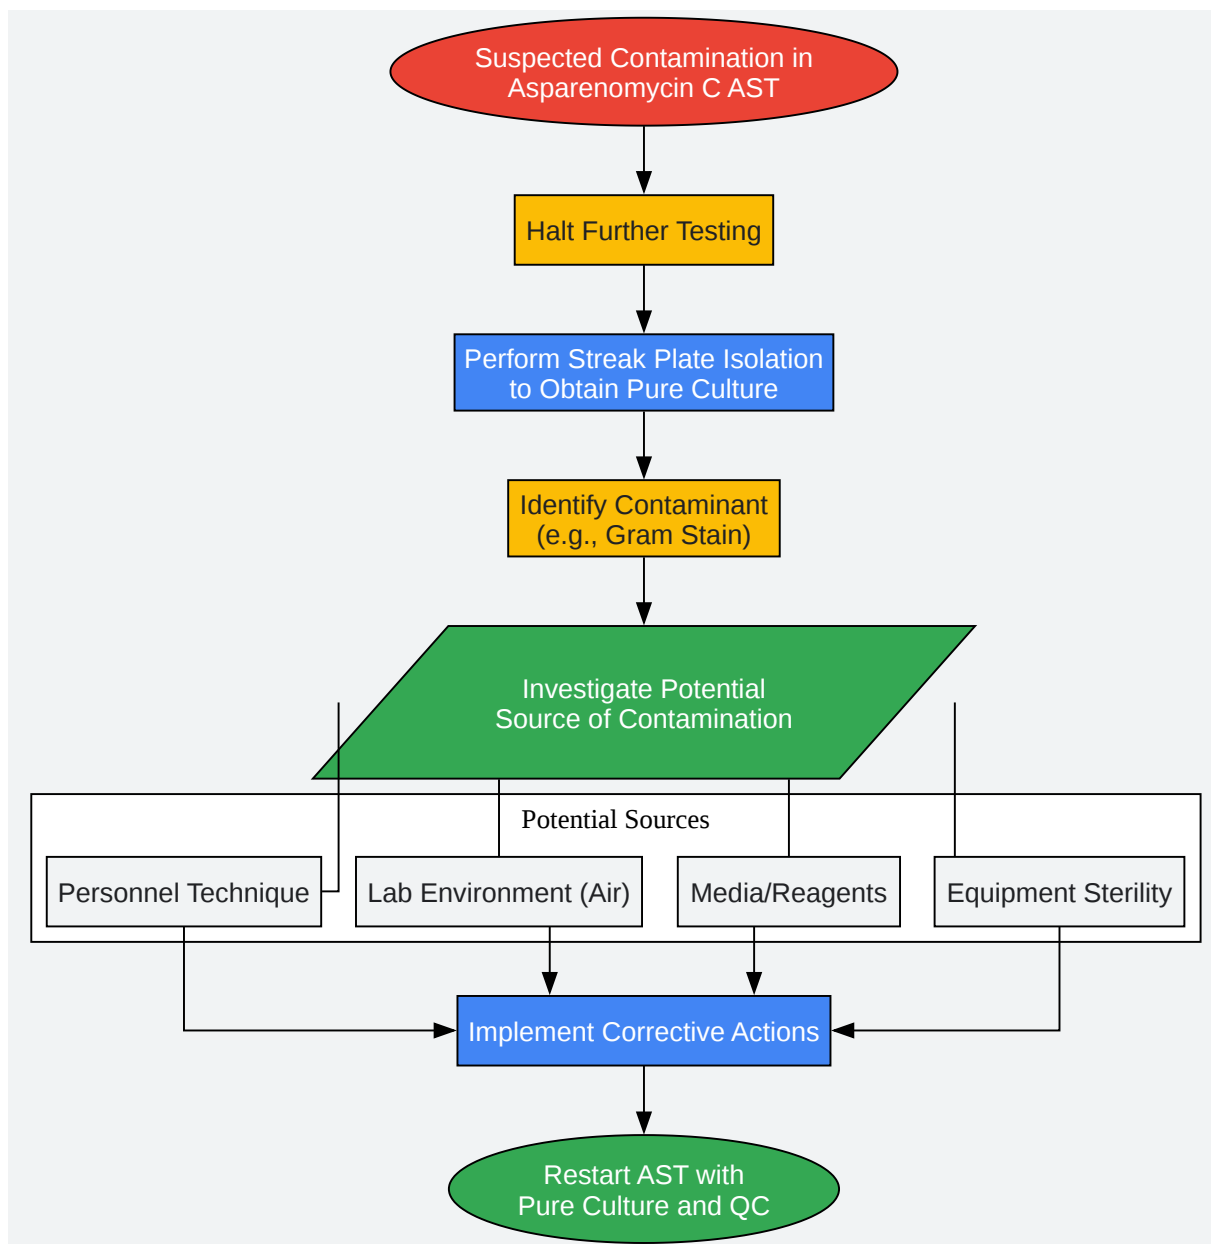 Suspected Contamination in
Asparenomycin C AST
Halt Further Testing
Perform Streak Plate Isolation
to Obtain Pure Culture
Identify Contaminant
(e.g., Gram Stain)
Investigate Potential
Source of Contamination
Potential Sources
Personnel Technique
Lab Environment (Air)
Media/Reagents
Equipment Sterility
Implement Corrective Actions
Restart AST with
Pure Culture and QC